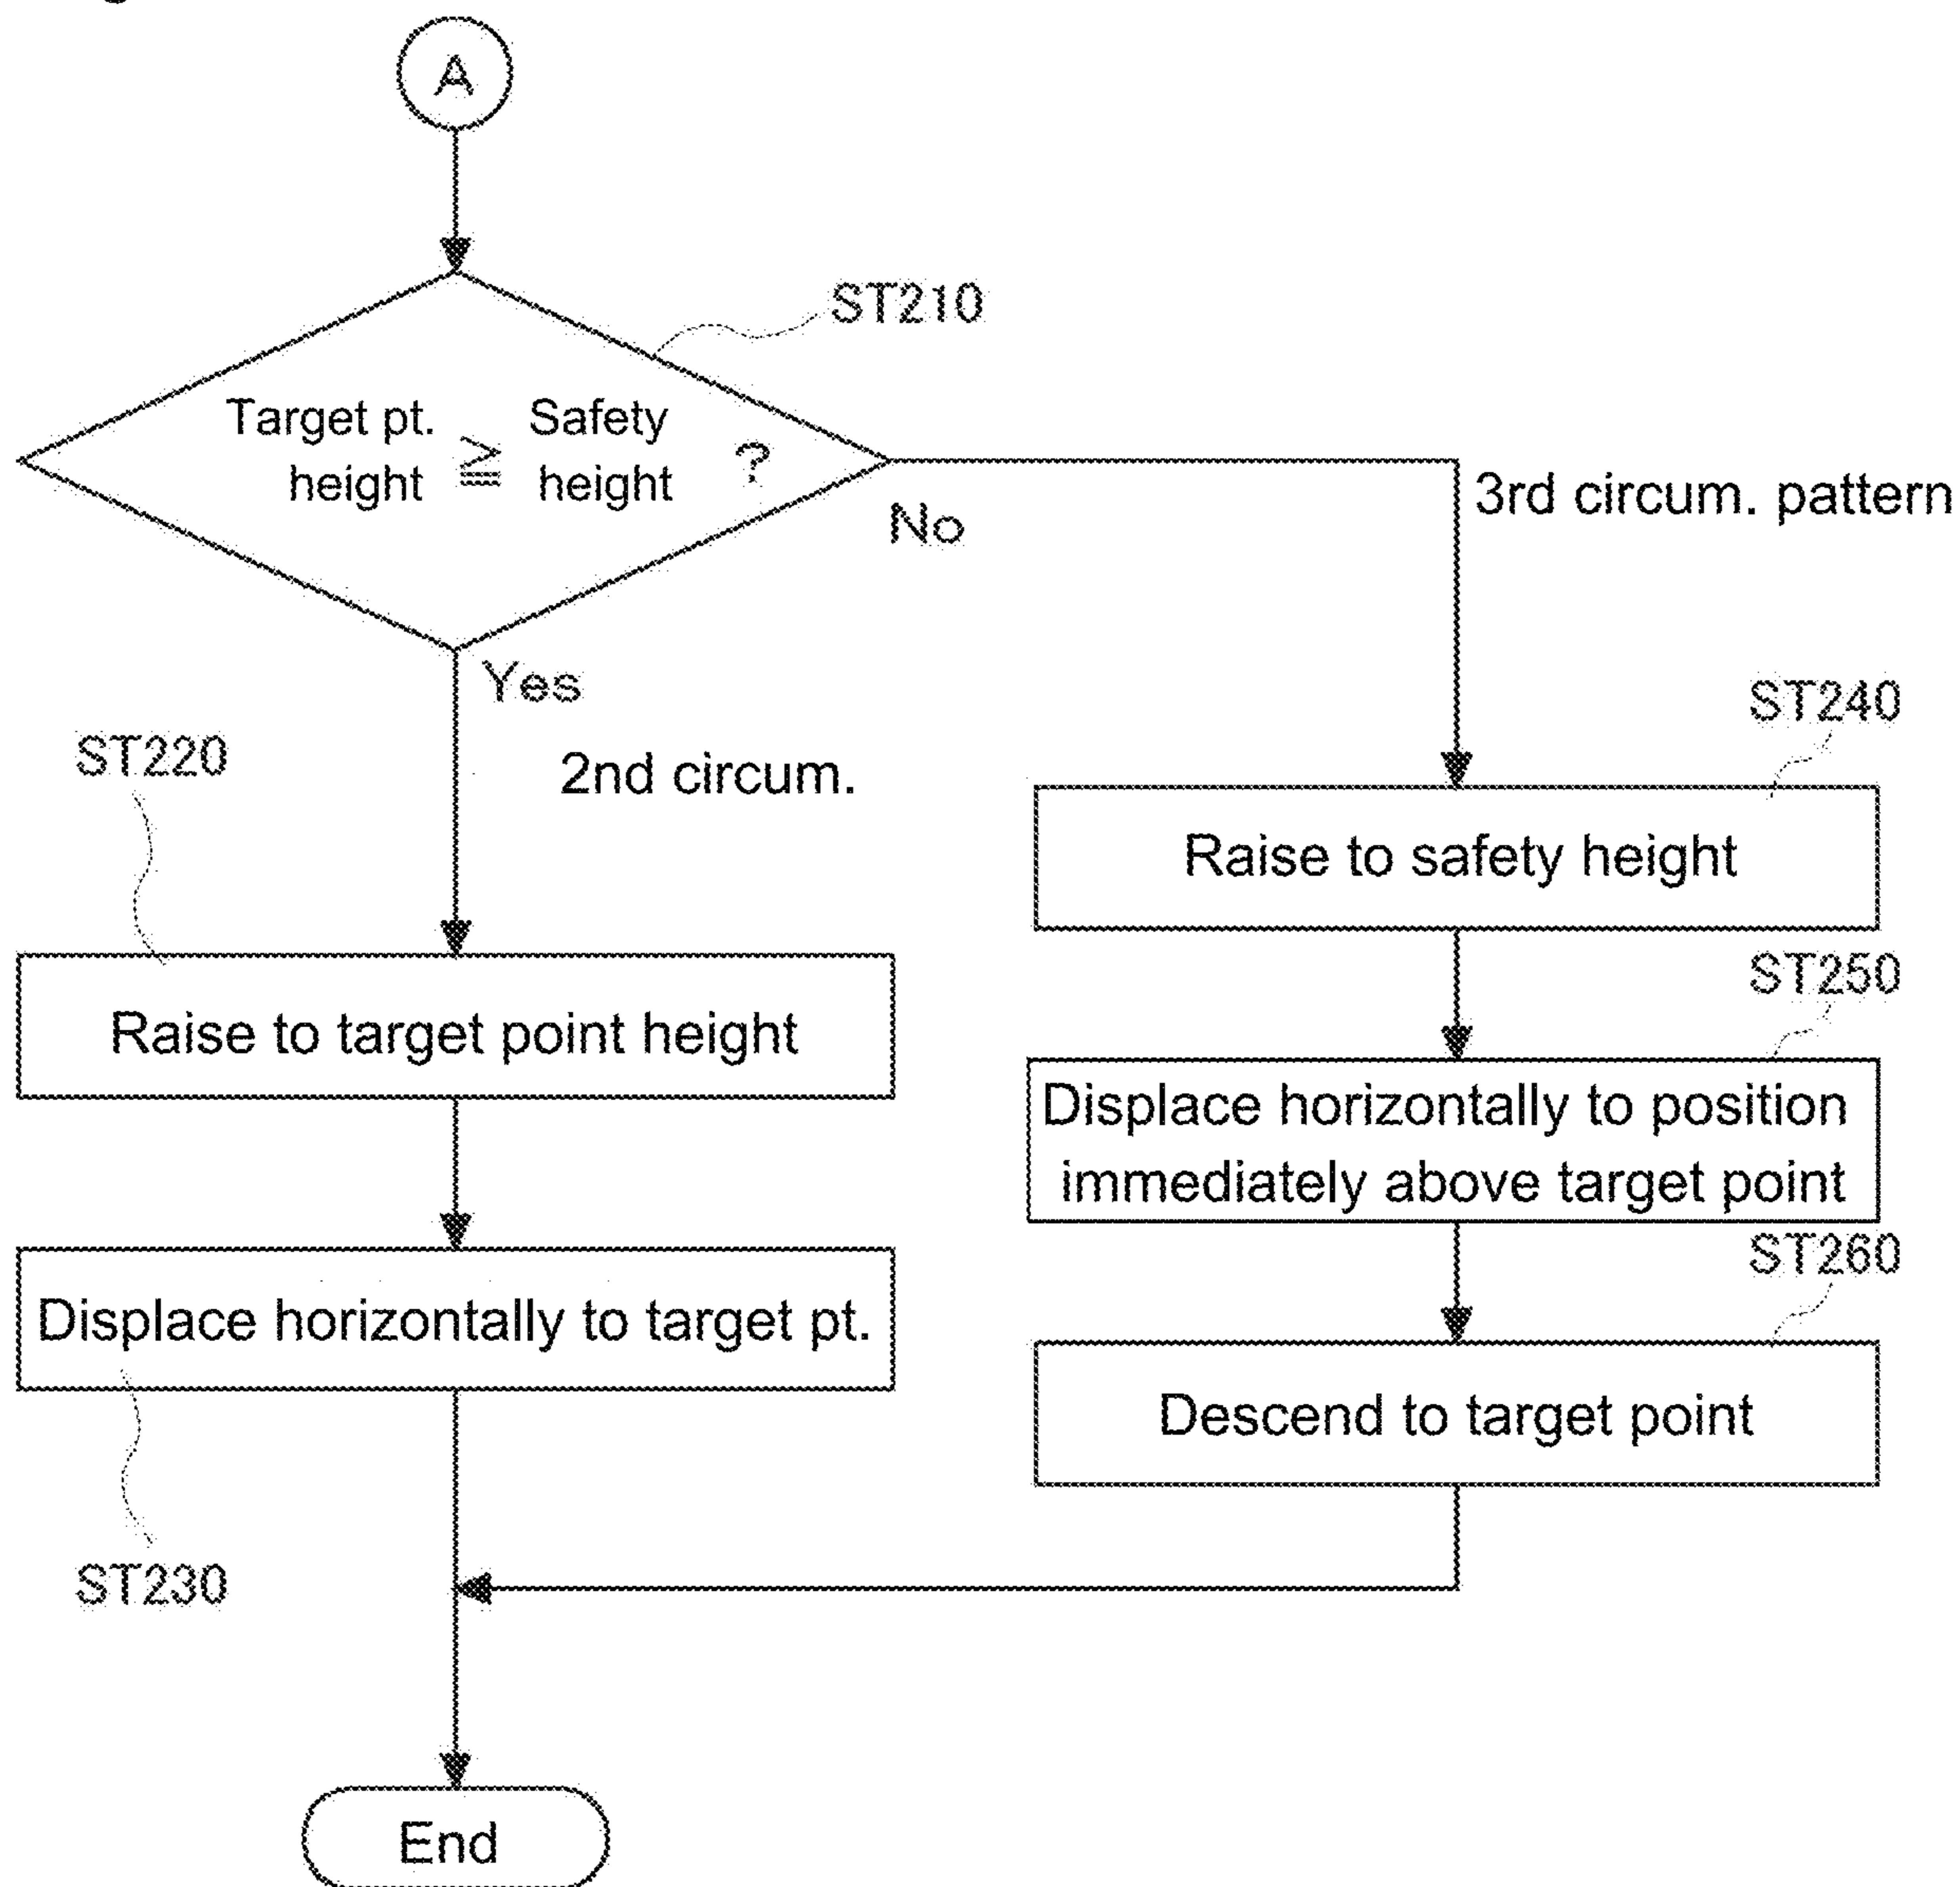 A
ST210
Target pt. ≧ Safety ?
height height
No
3rd circum. pattern
Yes
2nd circum.
ST220
ST240
Raise to safety height
Raise to target point height
ST250
Displace horizontally to position
immediately above target point
Displace horizontally to target pt.
ST230
ST260
Descend to target point
End